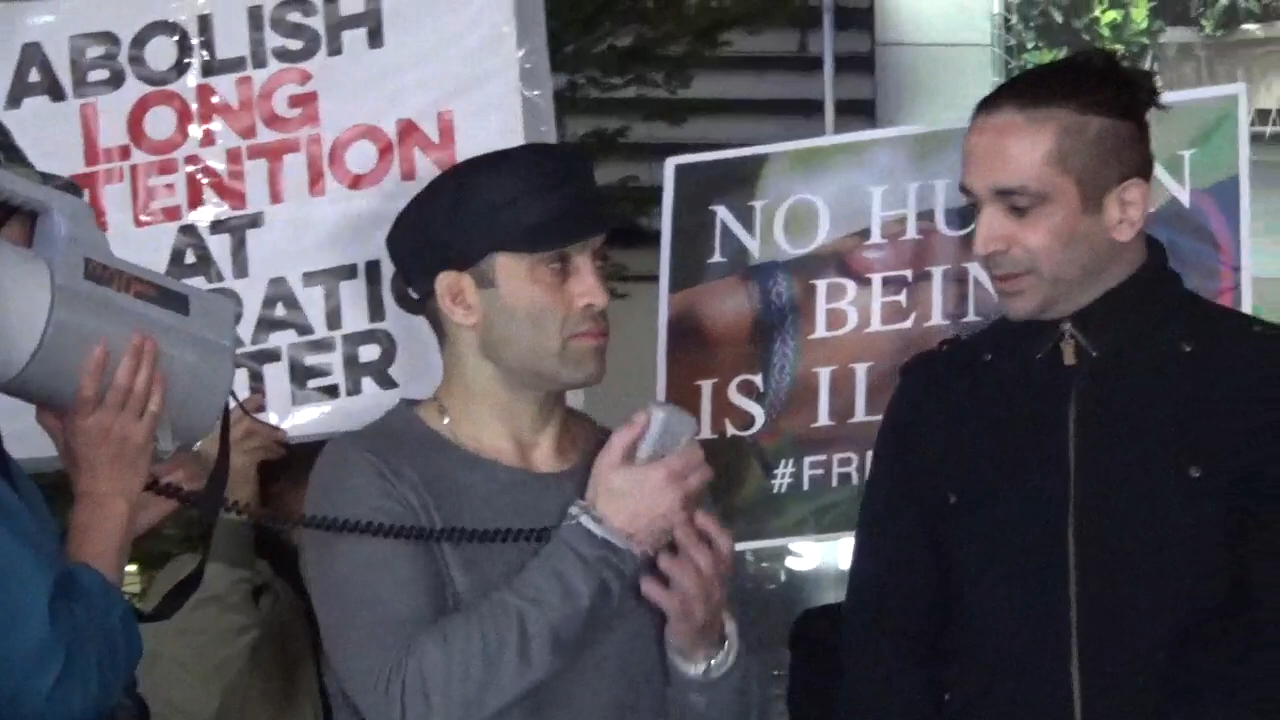 ABOLISH
LONG
TENTION
AT
RATI
TER
NO HU N
BEIN
IS IL
#FR